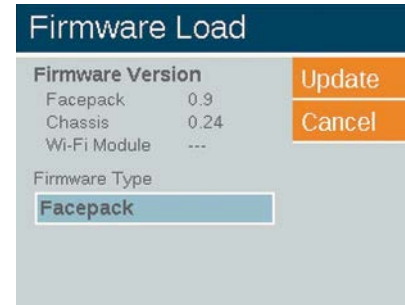 Firmware Load
Firmware Version
Facepack 0.9
Chassis 0.24
Wi-Fi Module ---
Firmware Type
Facepack
Update
Cancel